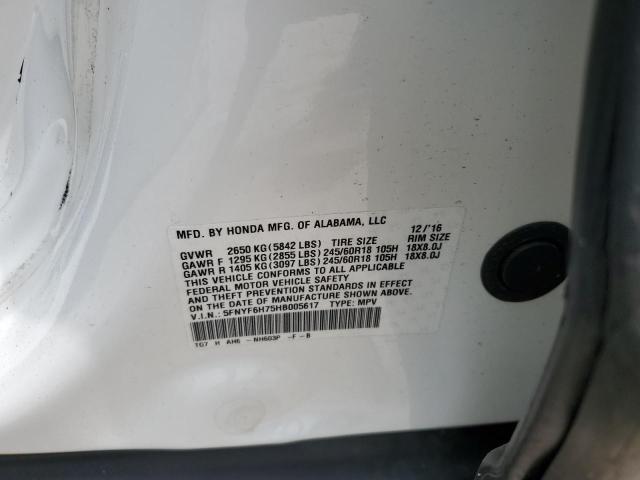 MFD. BY HONDA MFG. OF ALABAMA, LLC 12/'16
GVWR 2650 KG (5842 LBS) TIRE SIZE RIM SIZE
GAWR F 1295 KG (2855 LBS) 245/60R18 105H 18X8.0J
GAWR R 1405 KG (3097 LBS) 245/60R18 105H 18X8.0J
THIS VEHICLE CONFORMS TO ALL APPLICABLE
FEDERAL MOTOR VEHICLE SAFETY
AND THEFT PREVENTION STANDARDS IN EFFECT
ON THE DATE OF MANUFACTURE SHOWN ABOVE.
V.I.N.: 5FNYF6H75HB005617 TYPE: MPV
TG7 H AH6 - NH603P -F -B